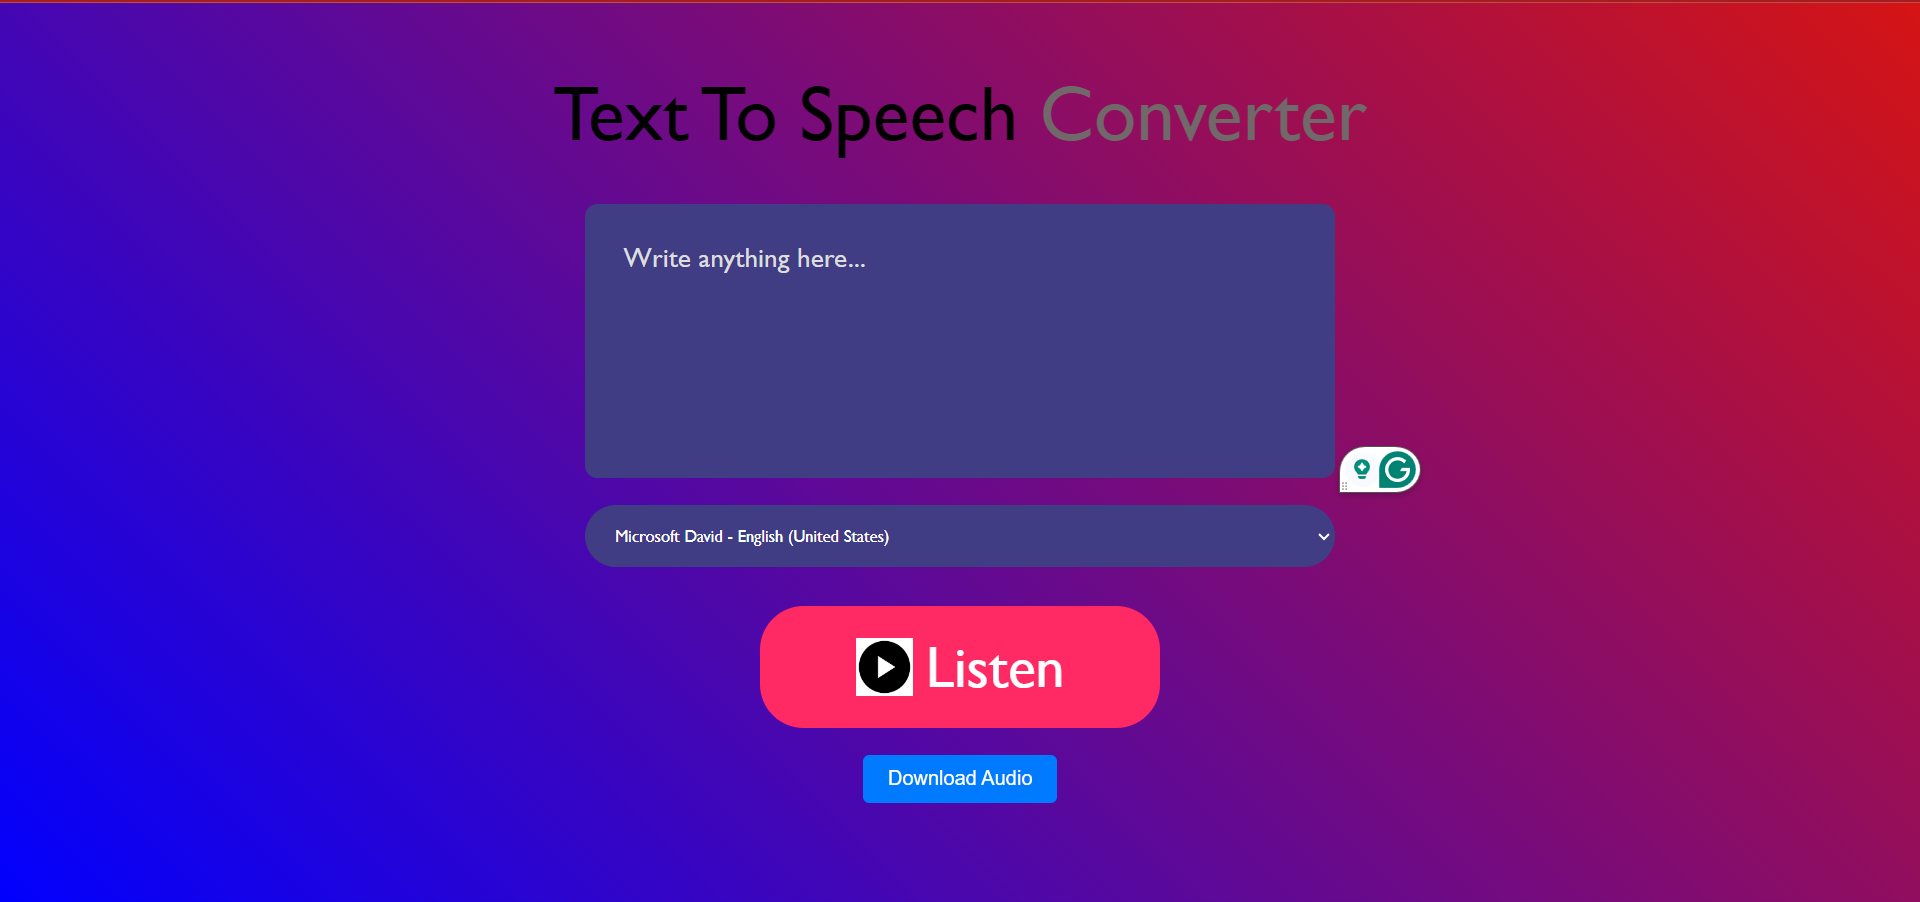 Text To Speech Converter
Write anything here...
Microsoft David - English (United States)
Listen
Download Audio